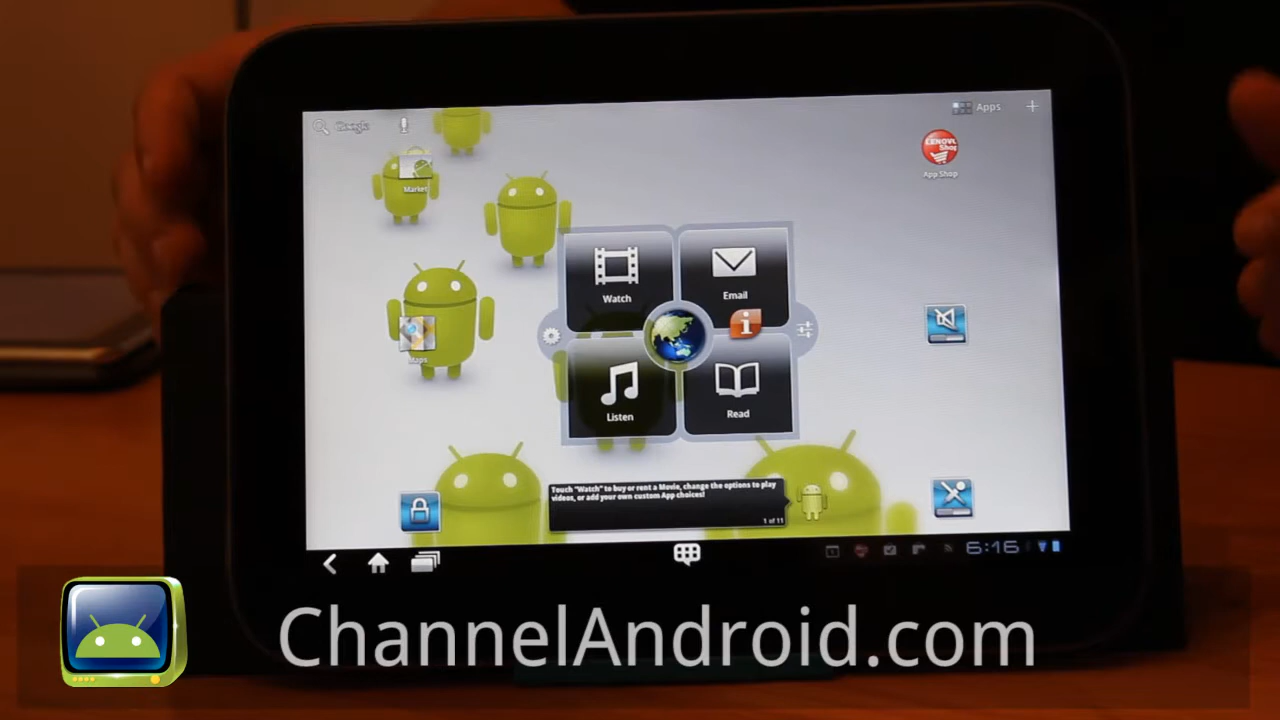 Google
Apps
Market
LENOVO
Shop
App Shop
Watch
Email
i
Maps
Listen
Read
Touch "Watch" to buy or rent a Movie, change the options to play
videos, or add your own custom App choices!
1 of 11
6:16
ChannelAndroid.com